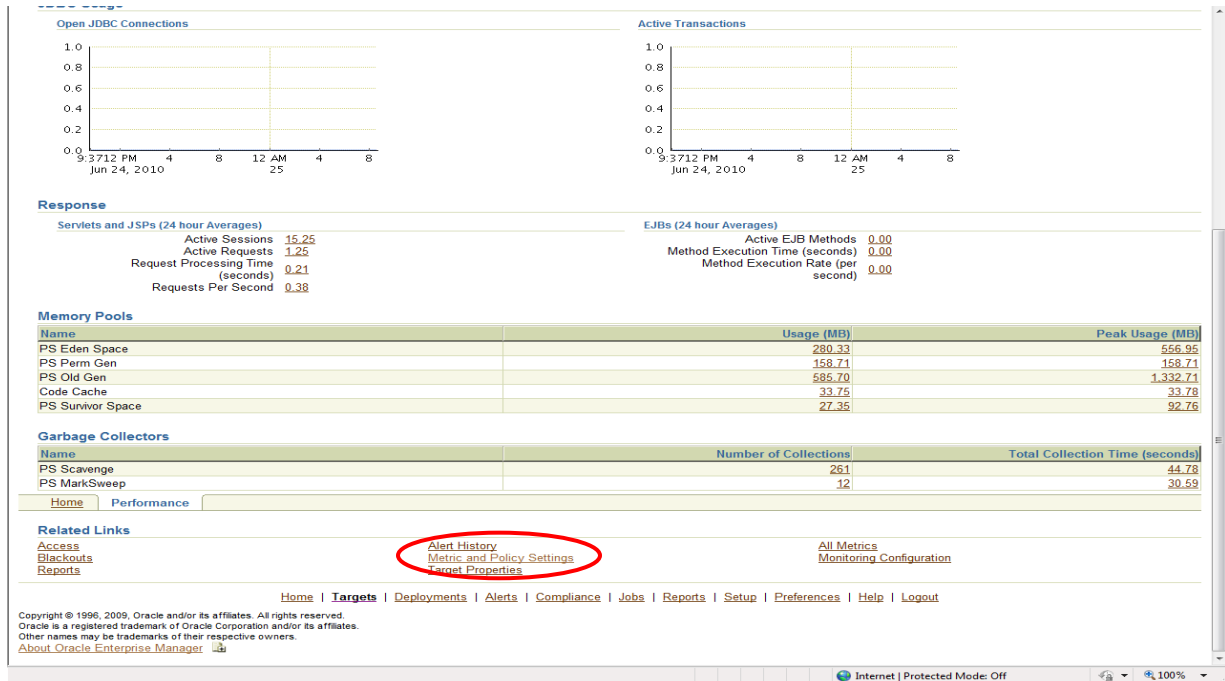 JDBC Usage
Open JDBC Connections
1.0
0.8
0.6
0.4
0.2
0.0
9:3712 PM 4 8 12 AM 4 8
Jun 24, 2010 25
Active Transactions
1.0
0.8
0.6
0.4
0.2
0.0
9:3712 PM 4 8 12 AM 4 8
Jun 24, 2010 25
Response
Servlets and JSPs (24 hour Averages)
Active Sessions 15.25
Active Requests 1.25
Request Processing Time
(seconds) 0.21
Requests Per Second 0.38
EJBs (24 hour Averages)
Active EJB Methods 0.00
Method Execution Time (seconds) 0.00
Method Execution Rate (per
second) 0.00
Memory Pools
Name Usage (MB) Peak Usage (MB)
PS Eden Space 280.33 556.95
PS Perm Gen 158.71 158.71
PS Old Gen 585.70 1,332.71
Code Cache 33.75 33.78
PS Survivor Space 27.35 92.76
Garbage Collectors
Name Number of Collections Total Collection Time (seconds)
PS Scavenge 261 44.78
PS MarkSweep 12 30.59
Home Performance
Related Links
Access Alert History All Metrics
Blackouts Metric and Policy Settings Monitoring Configuration
Reports Target Properties
Home | Targets | Deployments | Alerts | Compliance | Jobs | Reports | Setup | Preferences | Help | Logout
Copyright © 1996, 2009, Oracle and/or its affiliates. All rights reserved.
Oracle is a registered trademark of Oracle Corporation and/or its affiliates.
Other names may be trademarks of their respective owners.
About Oracle Enterprise Manager
Internet | Protected Mode: Off 100%